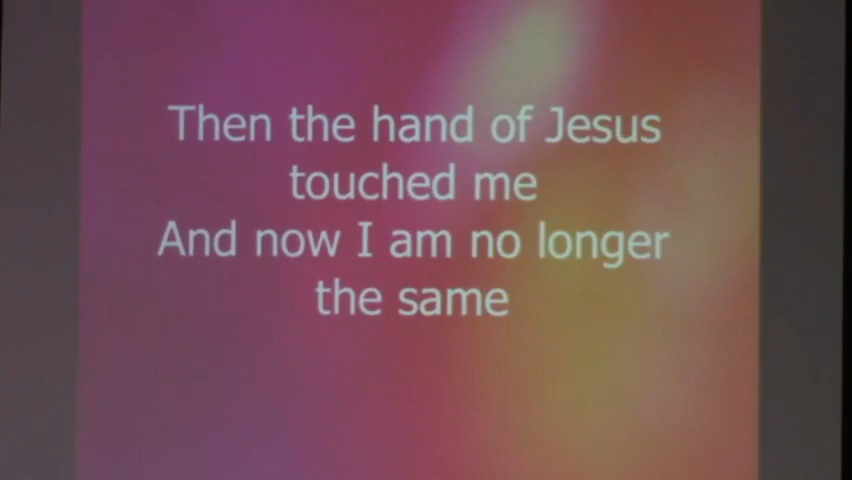 Then the hand of Jesus
touched me
And now I am no longer
the same